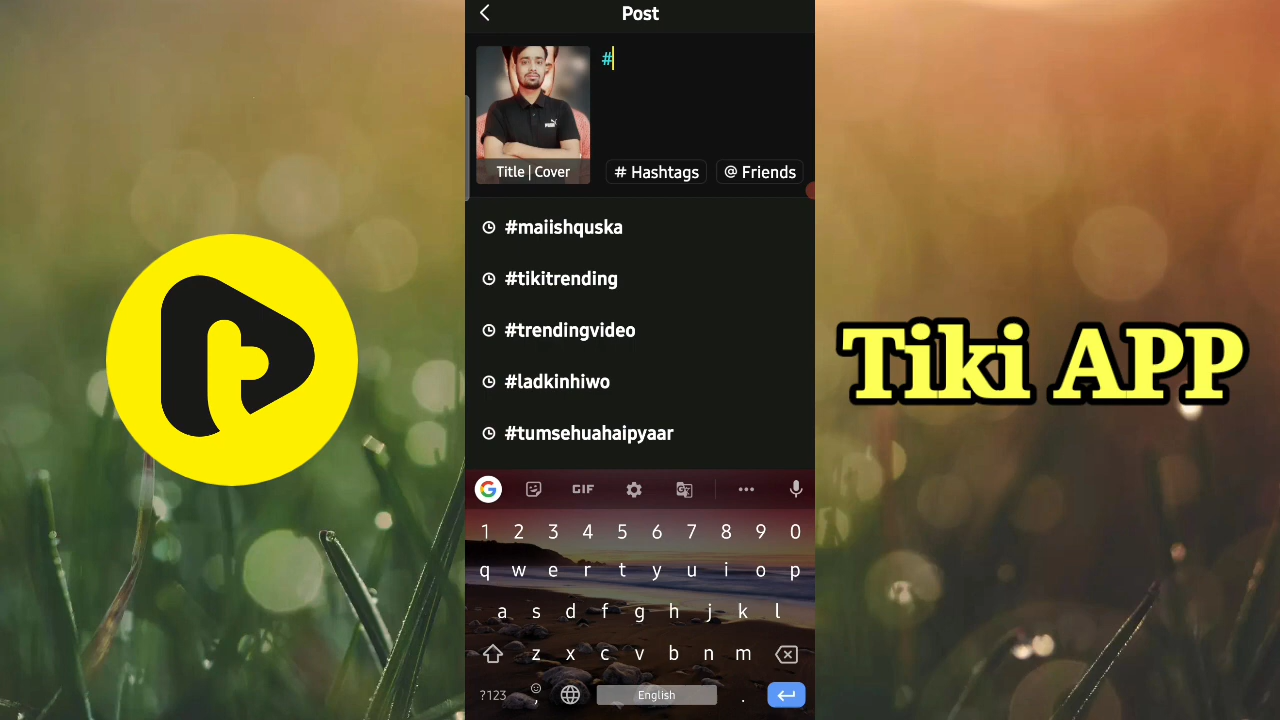 Post
#
Title | Cover
# Hashtags
@ Friends
#maiishquska
#tikitrending
#trendingvideo
#ladkinhiwo
#tumsehuahaipyaar
GIF
1 2 3 4 5 6 7 8 9 0
q w e r t y u i o p
a s d f g h j k l
z x c v b n m
?123 , English .
Tiki APP